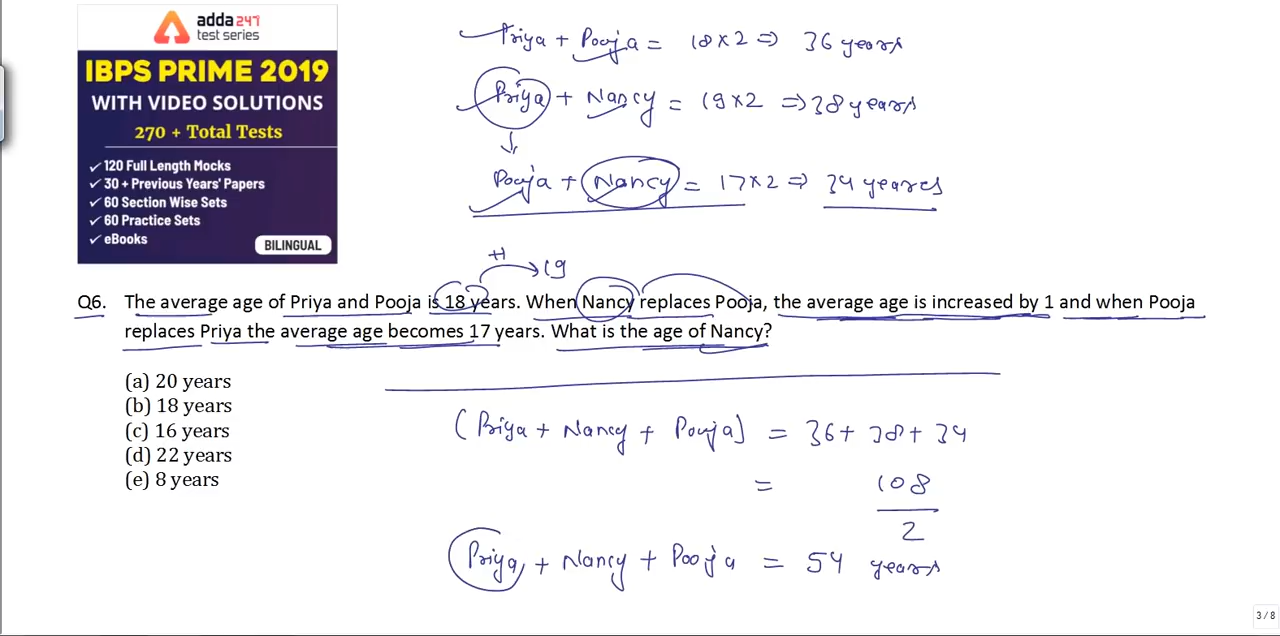 adda247
test series
IBPS PRIME 2019
WITH VIDEO SOLUTIONS
270 + Total Tests
✓ 120 Full Length Mocks
✓ 30 + Previous Years' Papers
✓ 60 Section Wise Sets
✓ 60 Practice Sets
✓ eBooks
BILINGUAL
Priya + Pooja = 18 × 2 ⇒ 36 years
Priya + Nancy = 19 × 2 ⇒ 38 years
↓
Pooja + Nancy = 17 × 2 ⇒ 34 yeares
+1 → 19
Q6. The average age of Priya and Pooja is 18 years. When Nancy replaces Pooja, the average age is increased by 1 and when Pooja
replaces Priya the average age becomes 17 years. What is the age of Nancy?
(a) 20 years
(b) 18 years
(c) 16 years
(d) 22 years
(e) 8 years
(Priya + Nancy + Pooja) = 36 + 38 + 34
= 108
2
Priya + Nancy + Pooja = 54 years
3 / 8